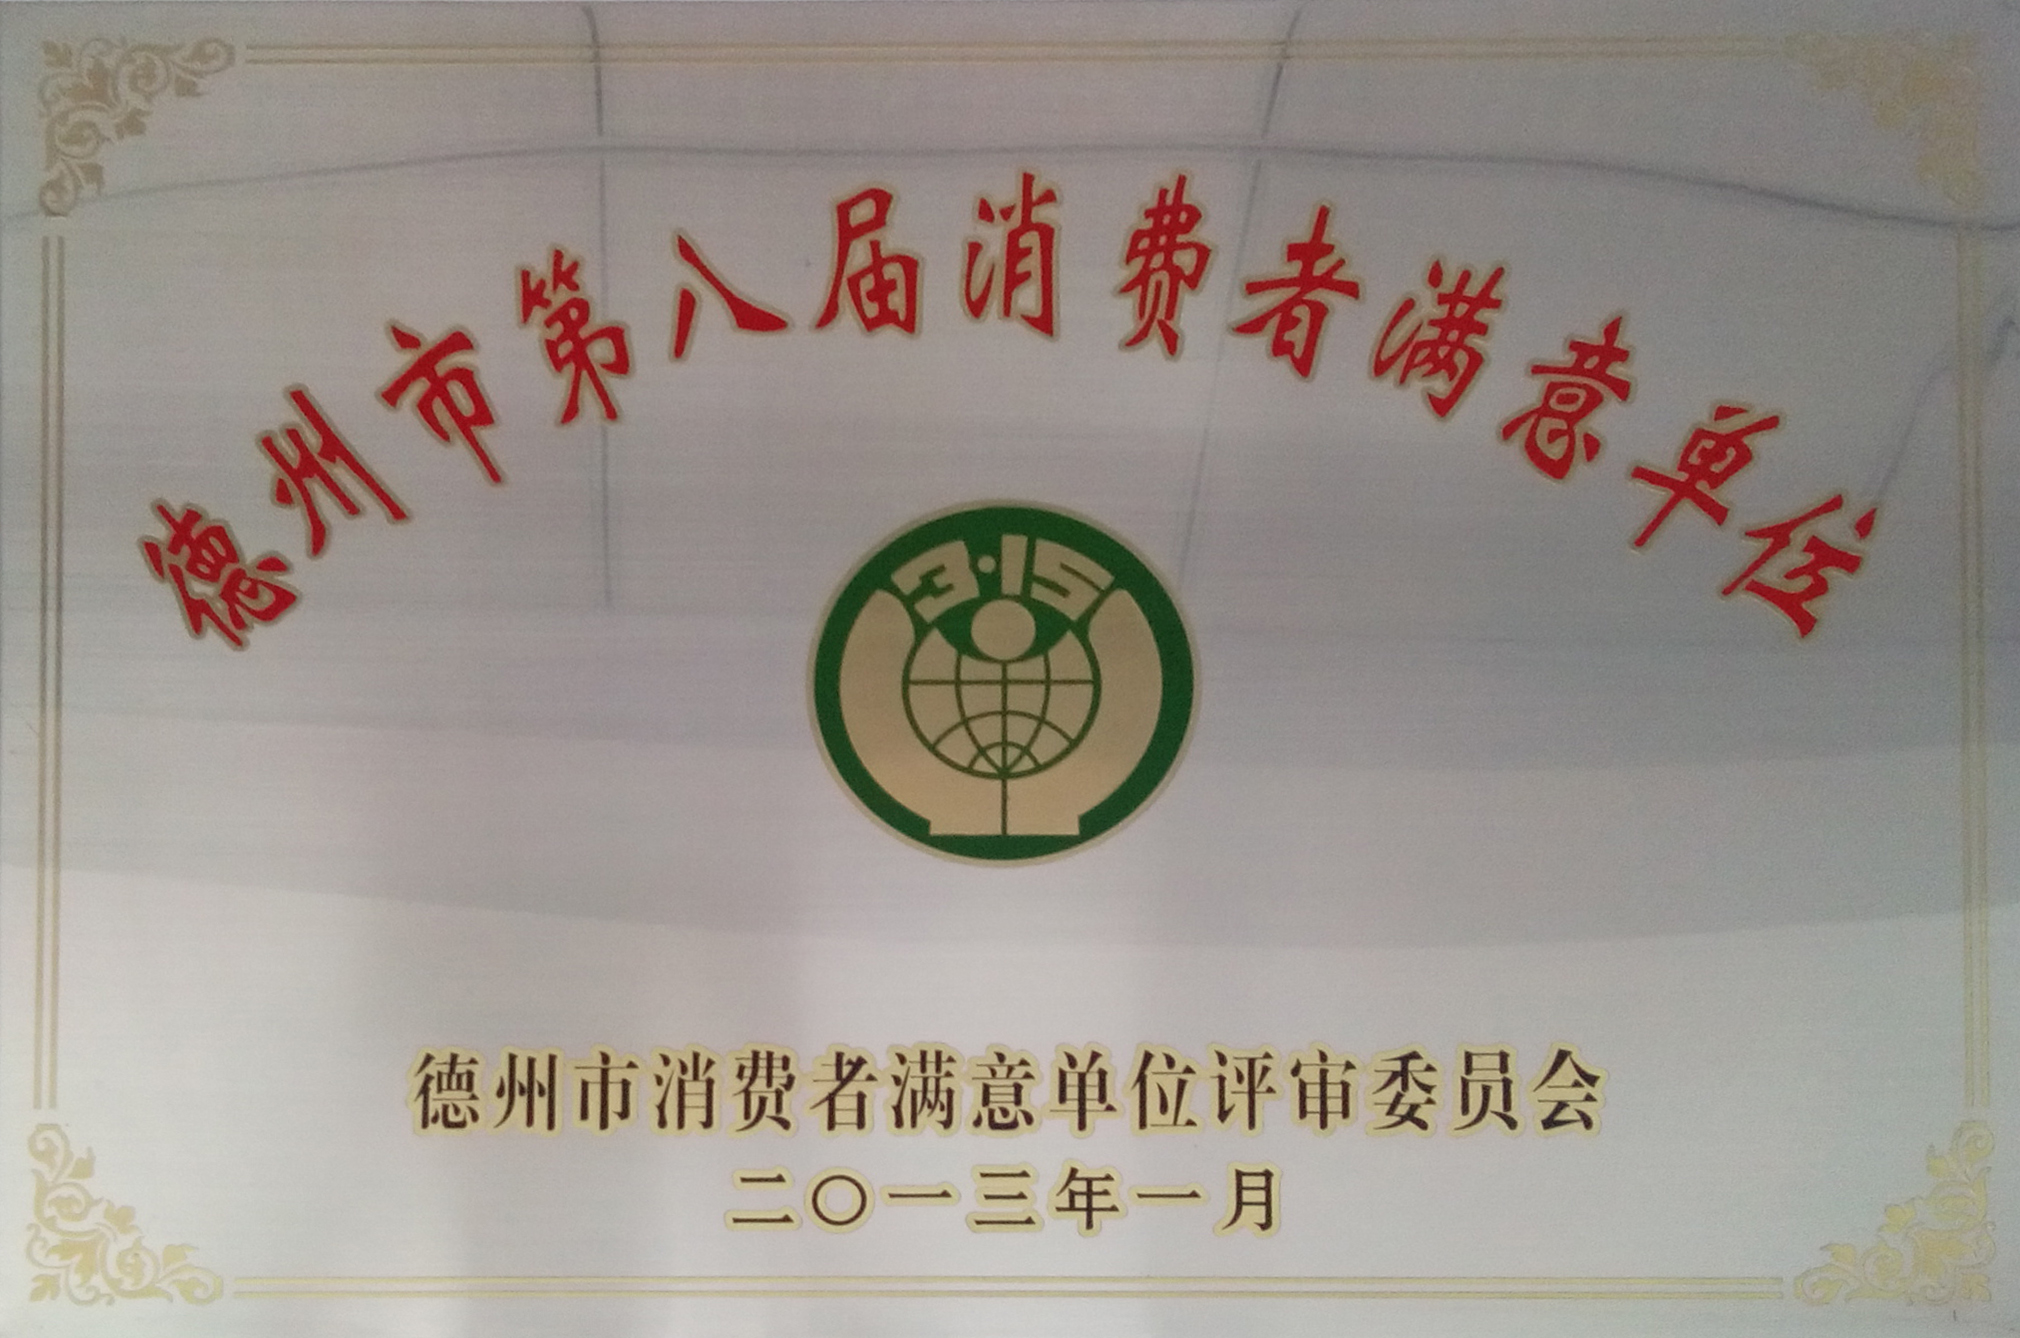 德州市第八届消费者满意单位
3·15
德州市消费者满意单位评审委员会
二〇一三年一月